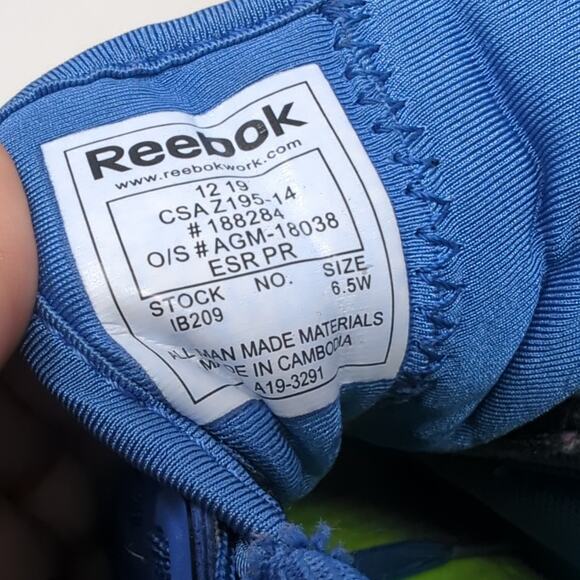 Reebok
www.reebokwork.com
12 19
CSA Z195-14
# 188284
O/S # AGM-18038
ESR PR
STOCK NO. SIZE
IB209 6.5W
ALL MAN MADE MATERIALS
MADE IN CAMBODIA
A19-3291